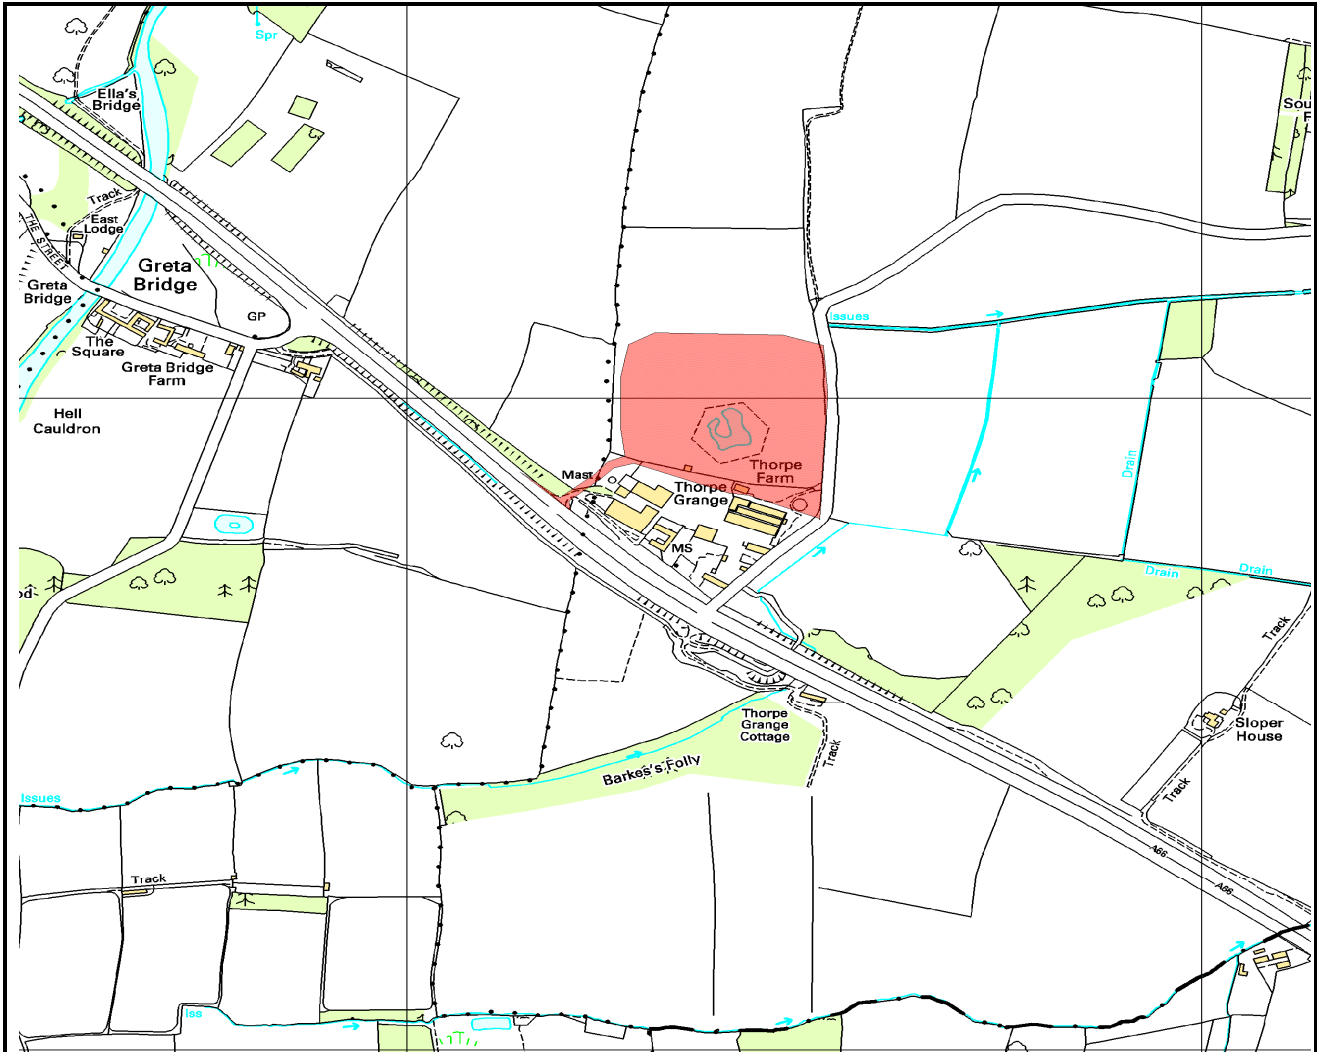 Spr
Ella's
Bridge
Sou
F
Track
East
Lodge
THE STREET
Greta
Bridge
Greta
Bridge
GP
Issues
The
Square
Greta Bridge
Farm
Hell
Cauldron
Mast
Thorpe
Farm
Thorpe
Grange
Drain
MS
Drain
Drain
od
Track
Thorpe
Grange
Cottage
Sloper
House
Track
Barkes's Folly
Track
Issues
A66
A66
Track
Iss